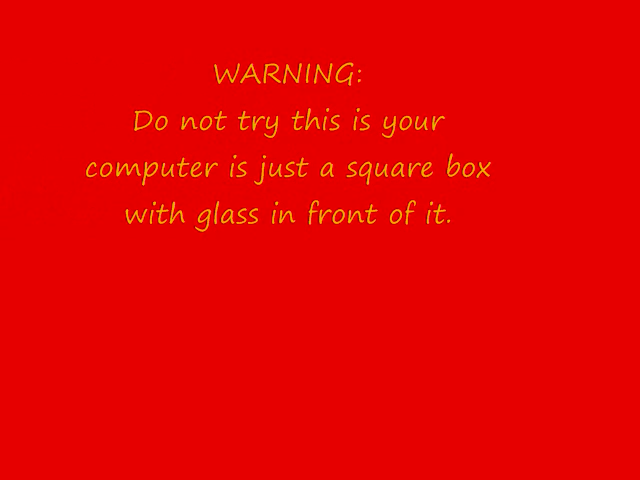 WARNING:
Do not try this is your
computer is just a square box
with glass in front of it.